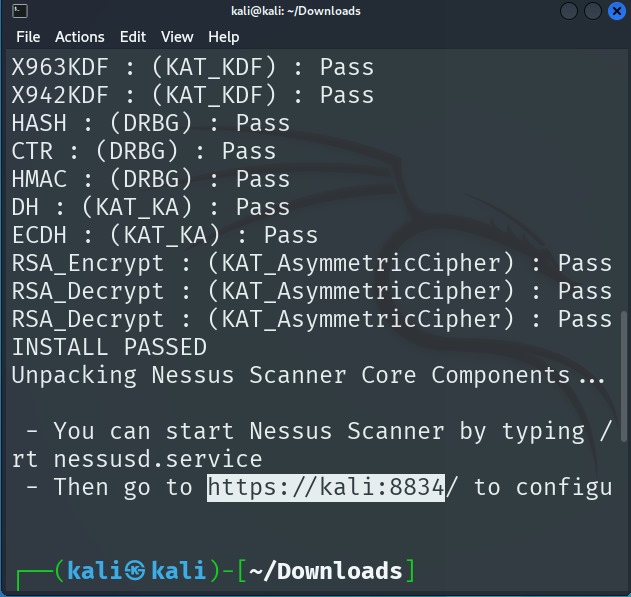 kali@kali: ~/Downloads
File Actions Edit View Help
X963KDF : (KAT_KDF) : Pass
X942KDF : (KAT_KDF) : Pass
HASH : (DRBG) : Pass
CTR : (DRBG) : Pass
HMAC : (DRBG) : Pass
DH : (KAT_KA) : Pass
ECDH : (KAT_KA) : Pass
RSA_Encrypt : (KAT_AsymmetricCipher) : Pass
RSA_Decrypt : (KAT_AsymmetricCipher) : Pass
RSA_Decrypt : (KAT_AsymmetricCipher) : Pass
INSTALL PASSED
Unpacking Nessus Scanner Core Components...
- You can start Nessus Scanner by typing /
rt nessusd.service
- Then go to https://kali:8834/ to configu
┌──(kali㉿kali)-[~/Downloads]